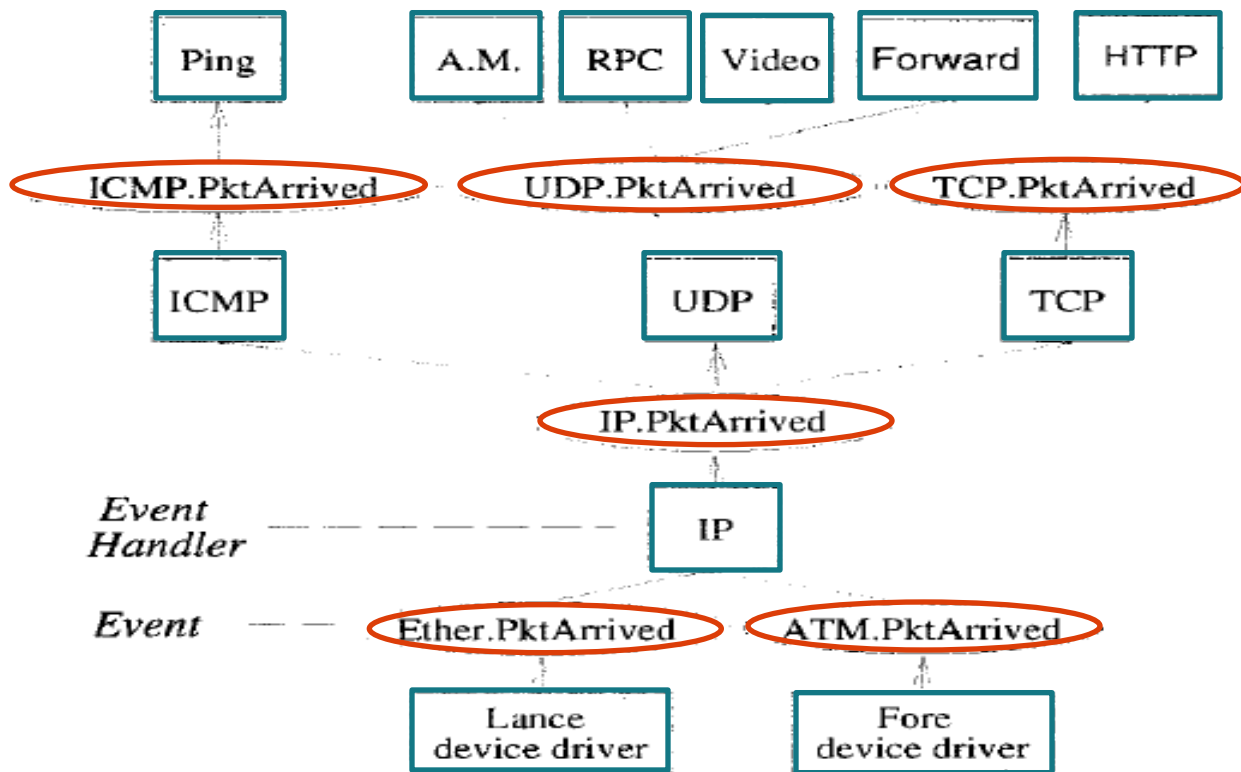 Ping
A.M.
RPC
Video
Forward
HTTP
ICMP.PktArrived
UDP.PktArrived
TCP.PktArrived
ICMP
UDP
TCP
IP.PktArrived
Event
Handler
IP
Event
Ether.PktArrived
ATM.PktArrived
Lance
device driver
Fore
device driver